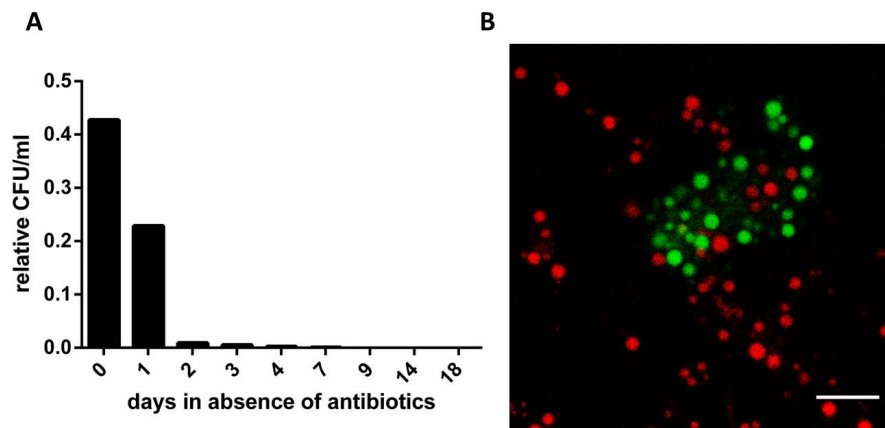 A
B
relative CFU/ml
0.5
0.4
0.3
0.2
0.1
0.0
0 1 2 3 4 7 9 14 18
days in absence of antibiotics